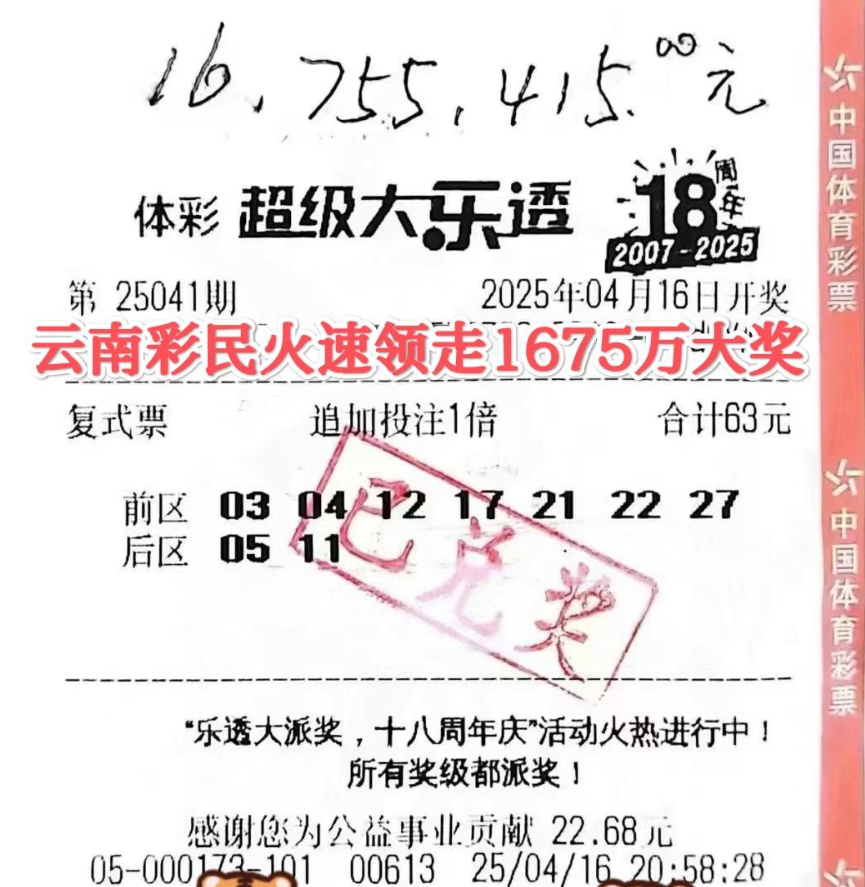 16,755,415.00元
体彩 超级大乐透 18周年
2007-2025
第 25041期 2025年04月16日开奖
云南彩民火速领走1675万大奖
复式票 追加投注1倍 合计63元
前区 03 04 12 17 21 22 27
后区 05 11
已兑奖
“乐透大派奖，十八周年庆”活动火热进行中！
所有奖级都派奖！
感谢您为公益事业贡献 22.68元
05-000173-101 00613 25/04/16 20:58:28
中国体育彩票
中国体育彩票